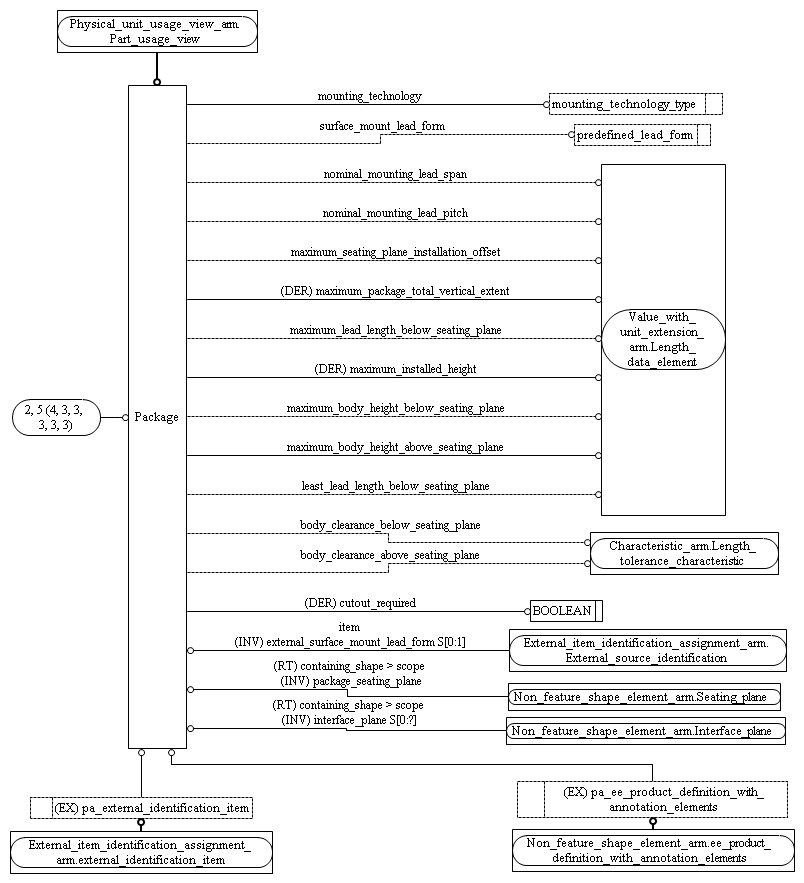 Physical_unit_usage_view_arm.
Part_usage_view
mounting_technology
mounting_technology_type
surface_mount_lead_form
predefined_lead_form
nominal_mounting_lead_span
nominal_mounting_lead_pitch
maximum_seating_plane_installation_offset
(DER) maximum_package_total_vertical_extent
Value_with_
unit_extension_
arm.Length_
data_element
maximum_lead_length_below_seating_plane
(DER) maximum_installed_height
2, 5 (4, 3, 3,
3, 3, 3)
Package
maximum_body_height_below_seating_plane
maximum_body_height_above_seating_plane
least_lead_length_below_seating_plane
body_clearance_below_seating_plane
body_clearance_above_seating_plane
Characteristic_arm.Length_
tolerance_characteristic
(DER) cutout_required
BOOLEAN
item
(INV) external_surface_mount_lead_form S[0:1]
External_item_identification_assignment_arm.
External_source_identification
(RT) containing_shape > scope
(INV) package_seating_plane
Non_feature_shape_element_arm.Seating_plane
(RT) containing_shape > scope
(INV) interface_plane S[0:?]
Non_feature_shape_element_arm.Interface_plane
(EX) pa_external_identification_item
(EX) pa_ee_product_definition_with_
annotation_elements
External_item_identification_assignment_
arm.external_identification_item
Non_feature_shape_element_arm.ee_product_
definition_with_annotation_elements